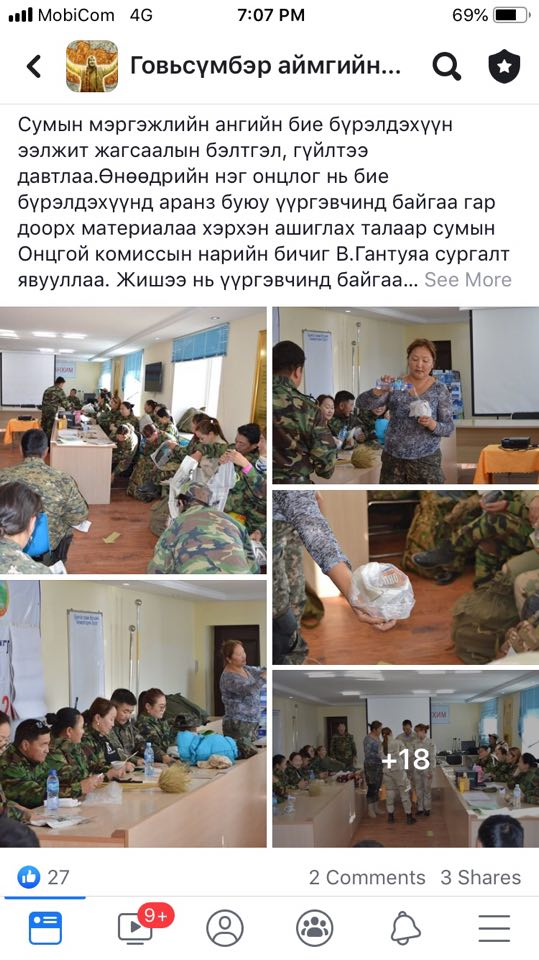 MobiCom 4G 7:07 PM 69%
Говьсүмбэр аймгийн...
Сумын мэргэжлийн ангийн бие бүрэлдэхүүн
ээлжит жагсаалын бэлтгэл, гүйлтээ
давтлаа.Өнөөдрийн нэг онцлог нь бие
бүрэлдэхүүнд аранз буюу үүргэвчинд байгаа гар
доорх материалаа хэрхэн ашиглах талаар сумын
Онцгой комиссын нарийн бичиг В.Гантуяа сургалт
явууллаа. Жишээ нь үүргэвчинд байгаа... See More
+18
27 2 Comments 3 Shares
9+